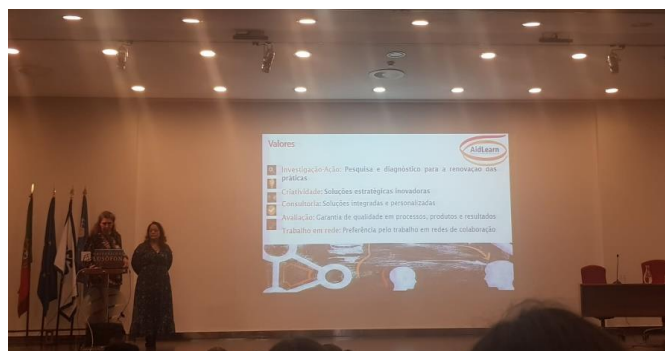 Valores
AidLearn
Investigação-Ação: Pesquisa e diagnóstico para a renovação das
práticas
Criatividade: Soluções estratégicas inovadoras
Consultoria: Soluções integradas e personalizadas
Avaliação: Garantia de qualidade em processos, produtos e resultados
Trabalho em rede: Preferência pelo trabalho em redes de colaboração
LUSÓFONA